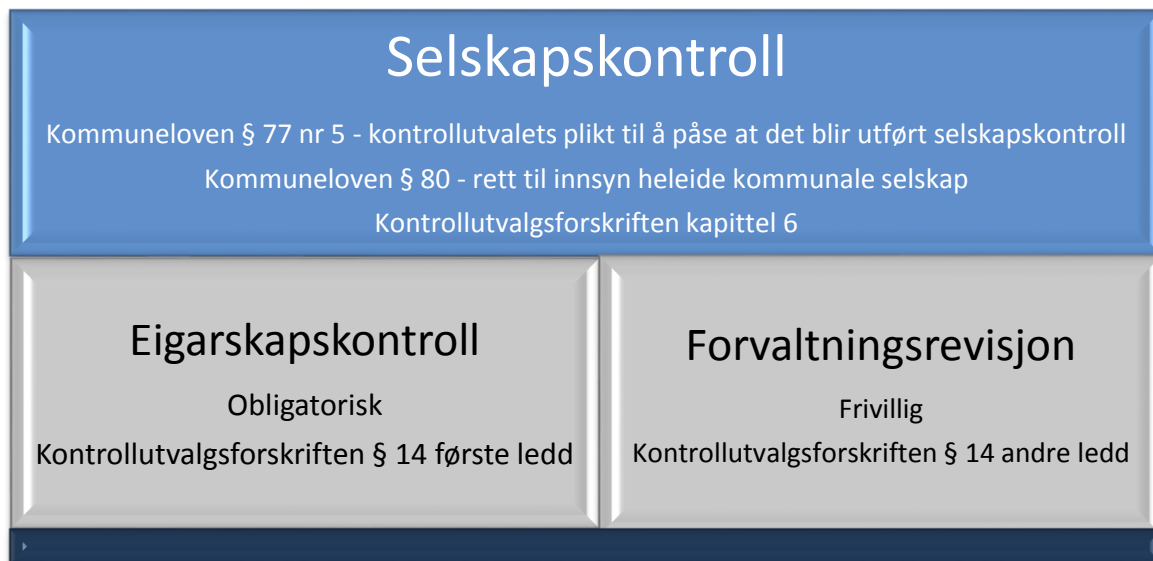 Selskapskontroll
Kommuneloven § 77 nr 5 - kontrollutvalets plikt til å påse at det blir utført selskapskontroll
Kommuneloven § 80 - rett til innsyn heleide kommunale selskap
Kontrollutvalgsforskriften kapittel 6
Eigarskapskontroll
Obligatorisk
Kontrollutvalgsforskriften § 14 første ledd
Forvaltningsrevisjon
Frivillig
Kontrollutvalgsforskriften § 14 andre ledd